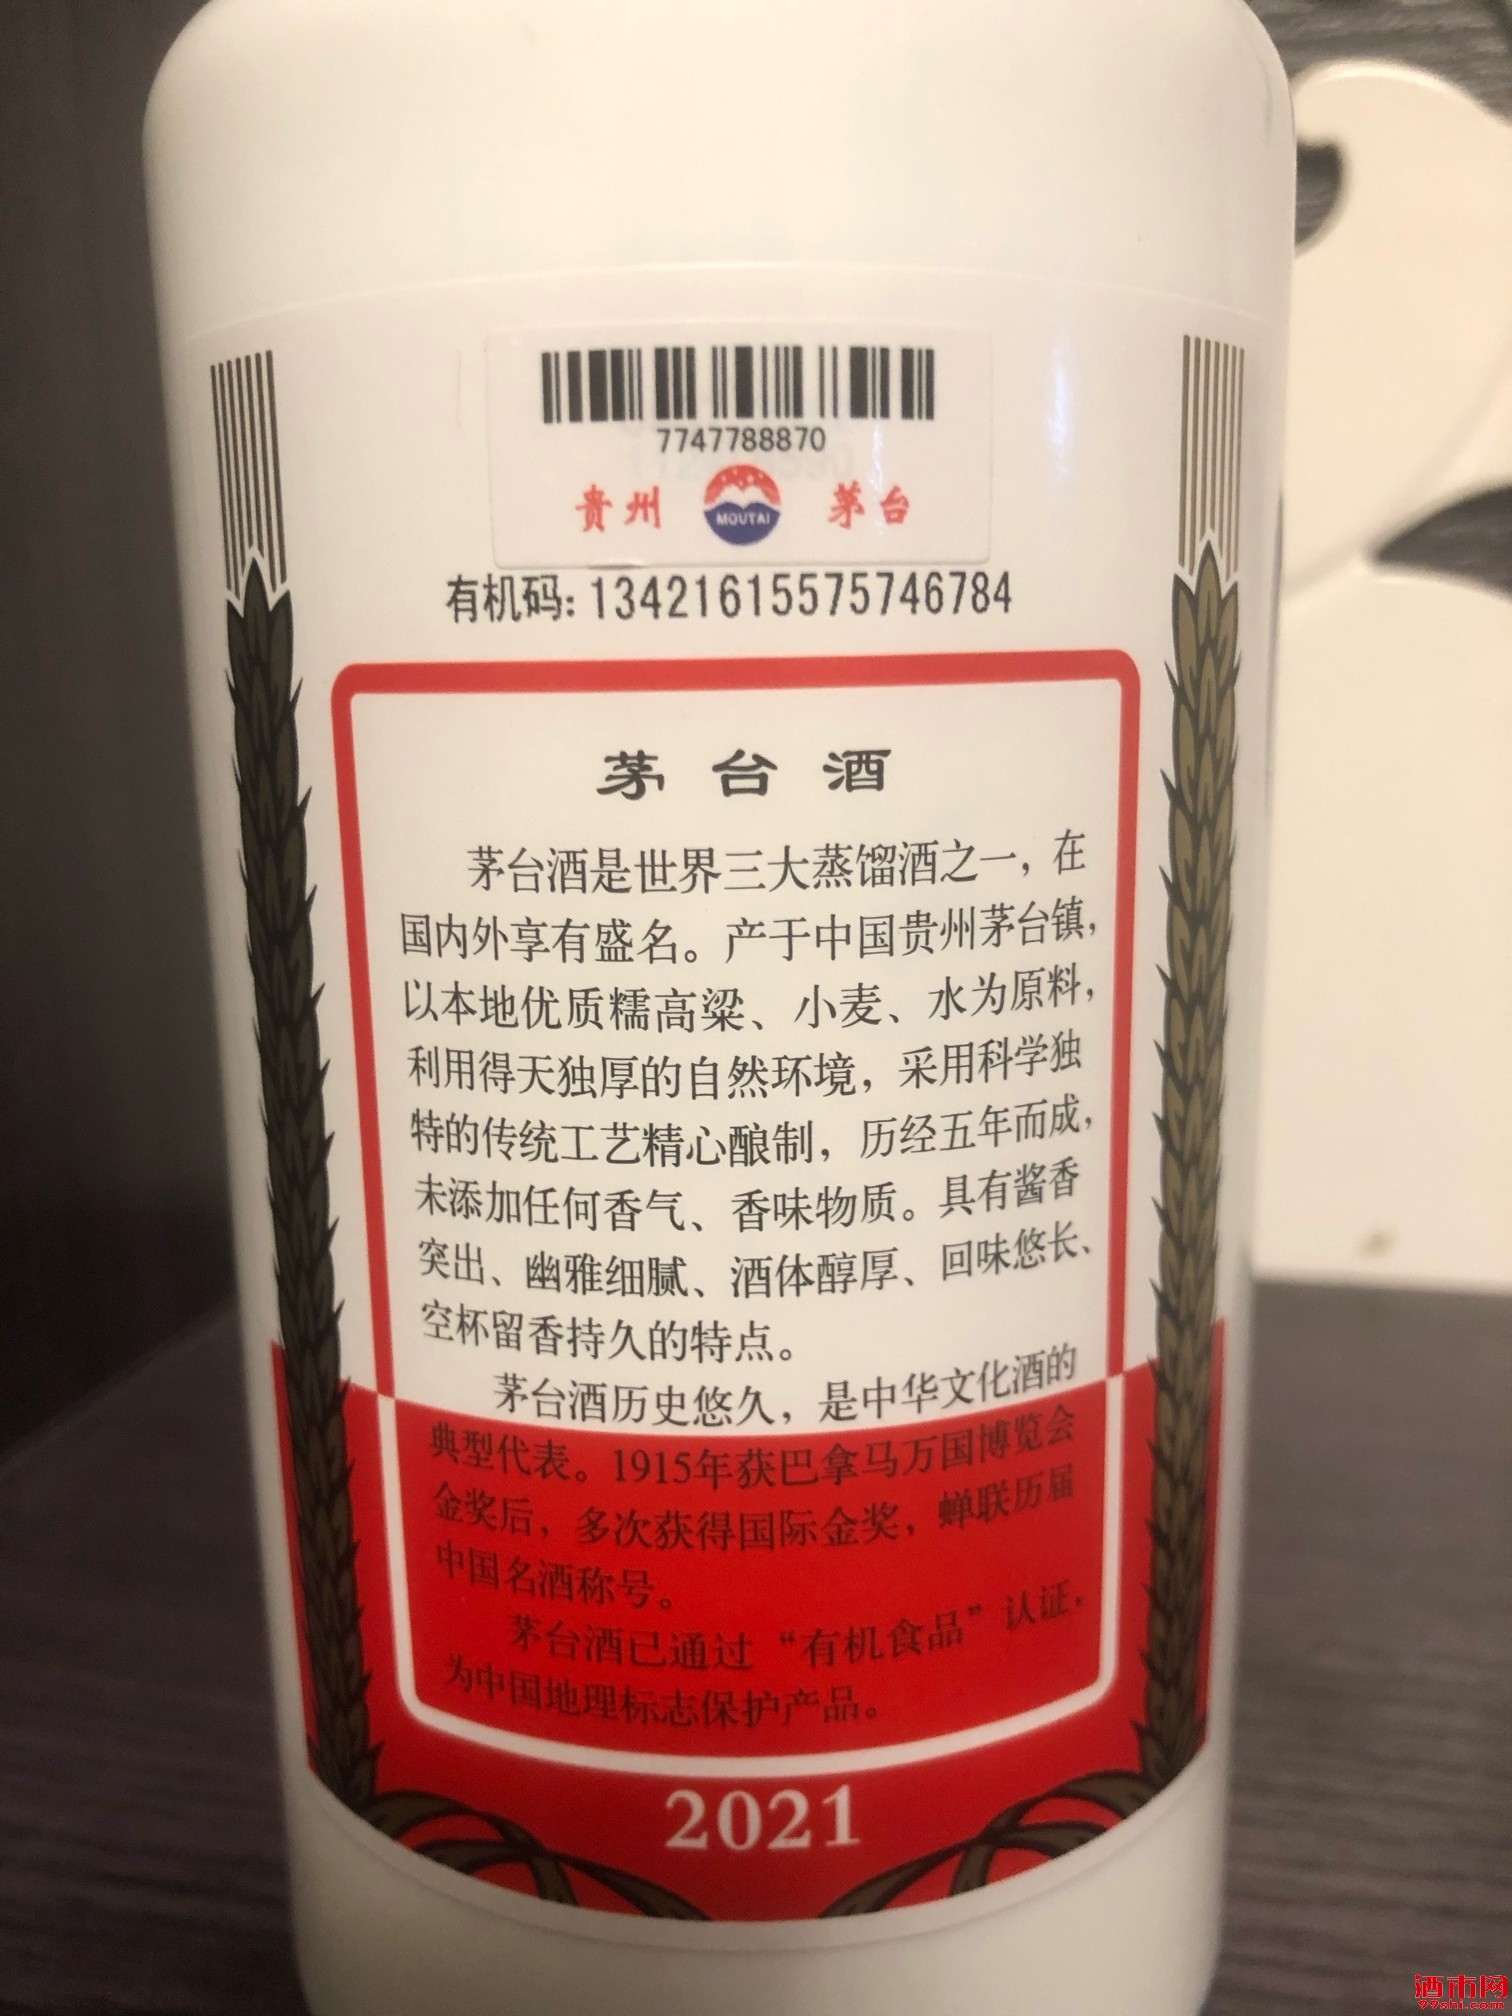 7747788870
贵州 MOUTAI 茅台
有机码:13421615575746784
茅台酒
茅台酒是世界三大蒸馏酒之一，在
国内外享有盛名。产于中国贵州茅台镇，
以本地优质糯高粱、小麦、水为原料，
利用得天独厚的自然环境，采用科学独
特的传统工艺精心酿制，历经五年而成，
未添加任何香气、香味物质。具有酱香
突出、幽雅细腻、酒体醇厚、回味悠长、
空杯留香持久的特点。
茅台酒历史悠久，是中华文化酒的
典型代表。1915年获巴拿马万国博览会
金奖后，多次获得国际金奖，蝉联历届
中国名酒称号。
茅台酒已通过“有机食品”认证，
为中国地理标志保护产品。
2021
酒市网
99shi.com